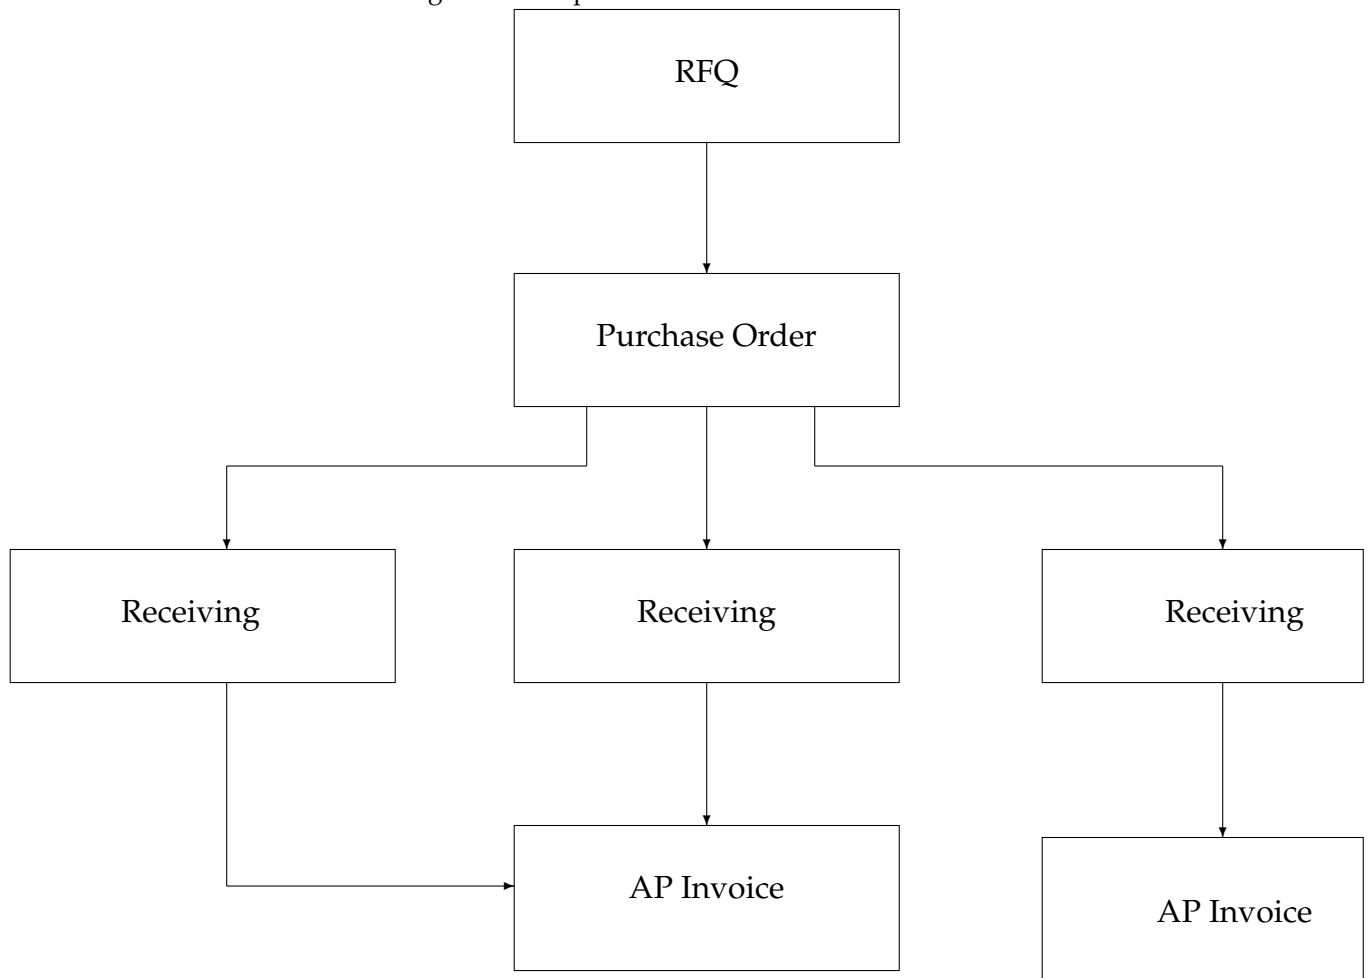 RFQ
Purchase Order
Receiving
Receiving
Receiving
AP Invoice
AP Invoice